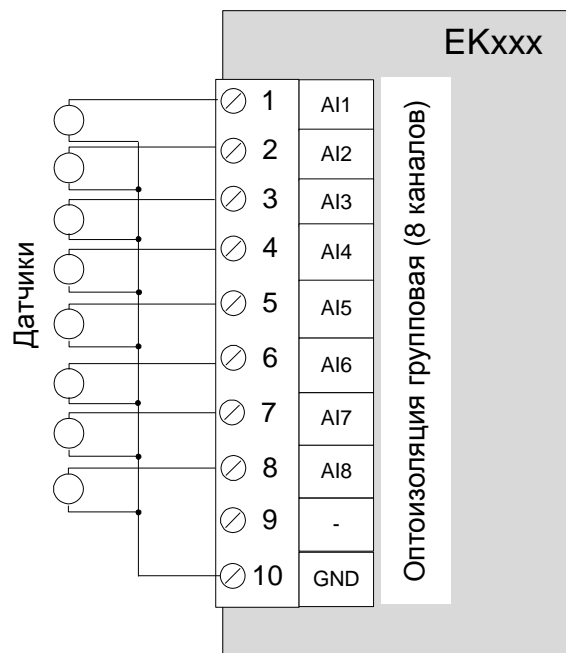 EKxxx
1 AI1
2 AI2
3 AI3
4 AI4
5 AI5
6 AI6
7 AI7
8 AI8
9 -
10 GND
Датчики
Оптоизоляция групповая (8 каналов)